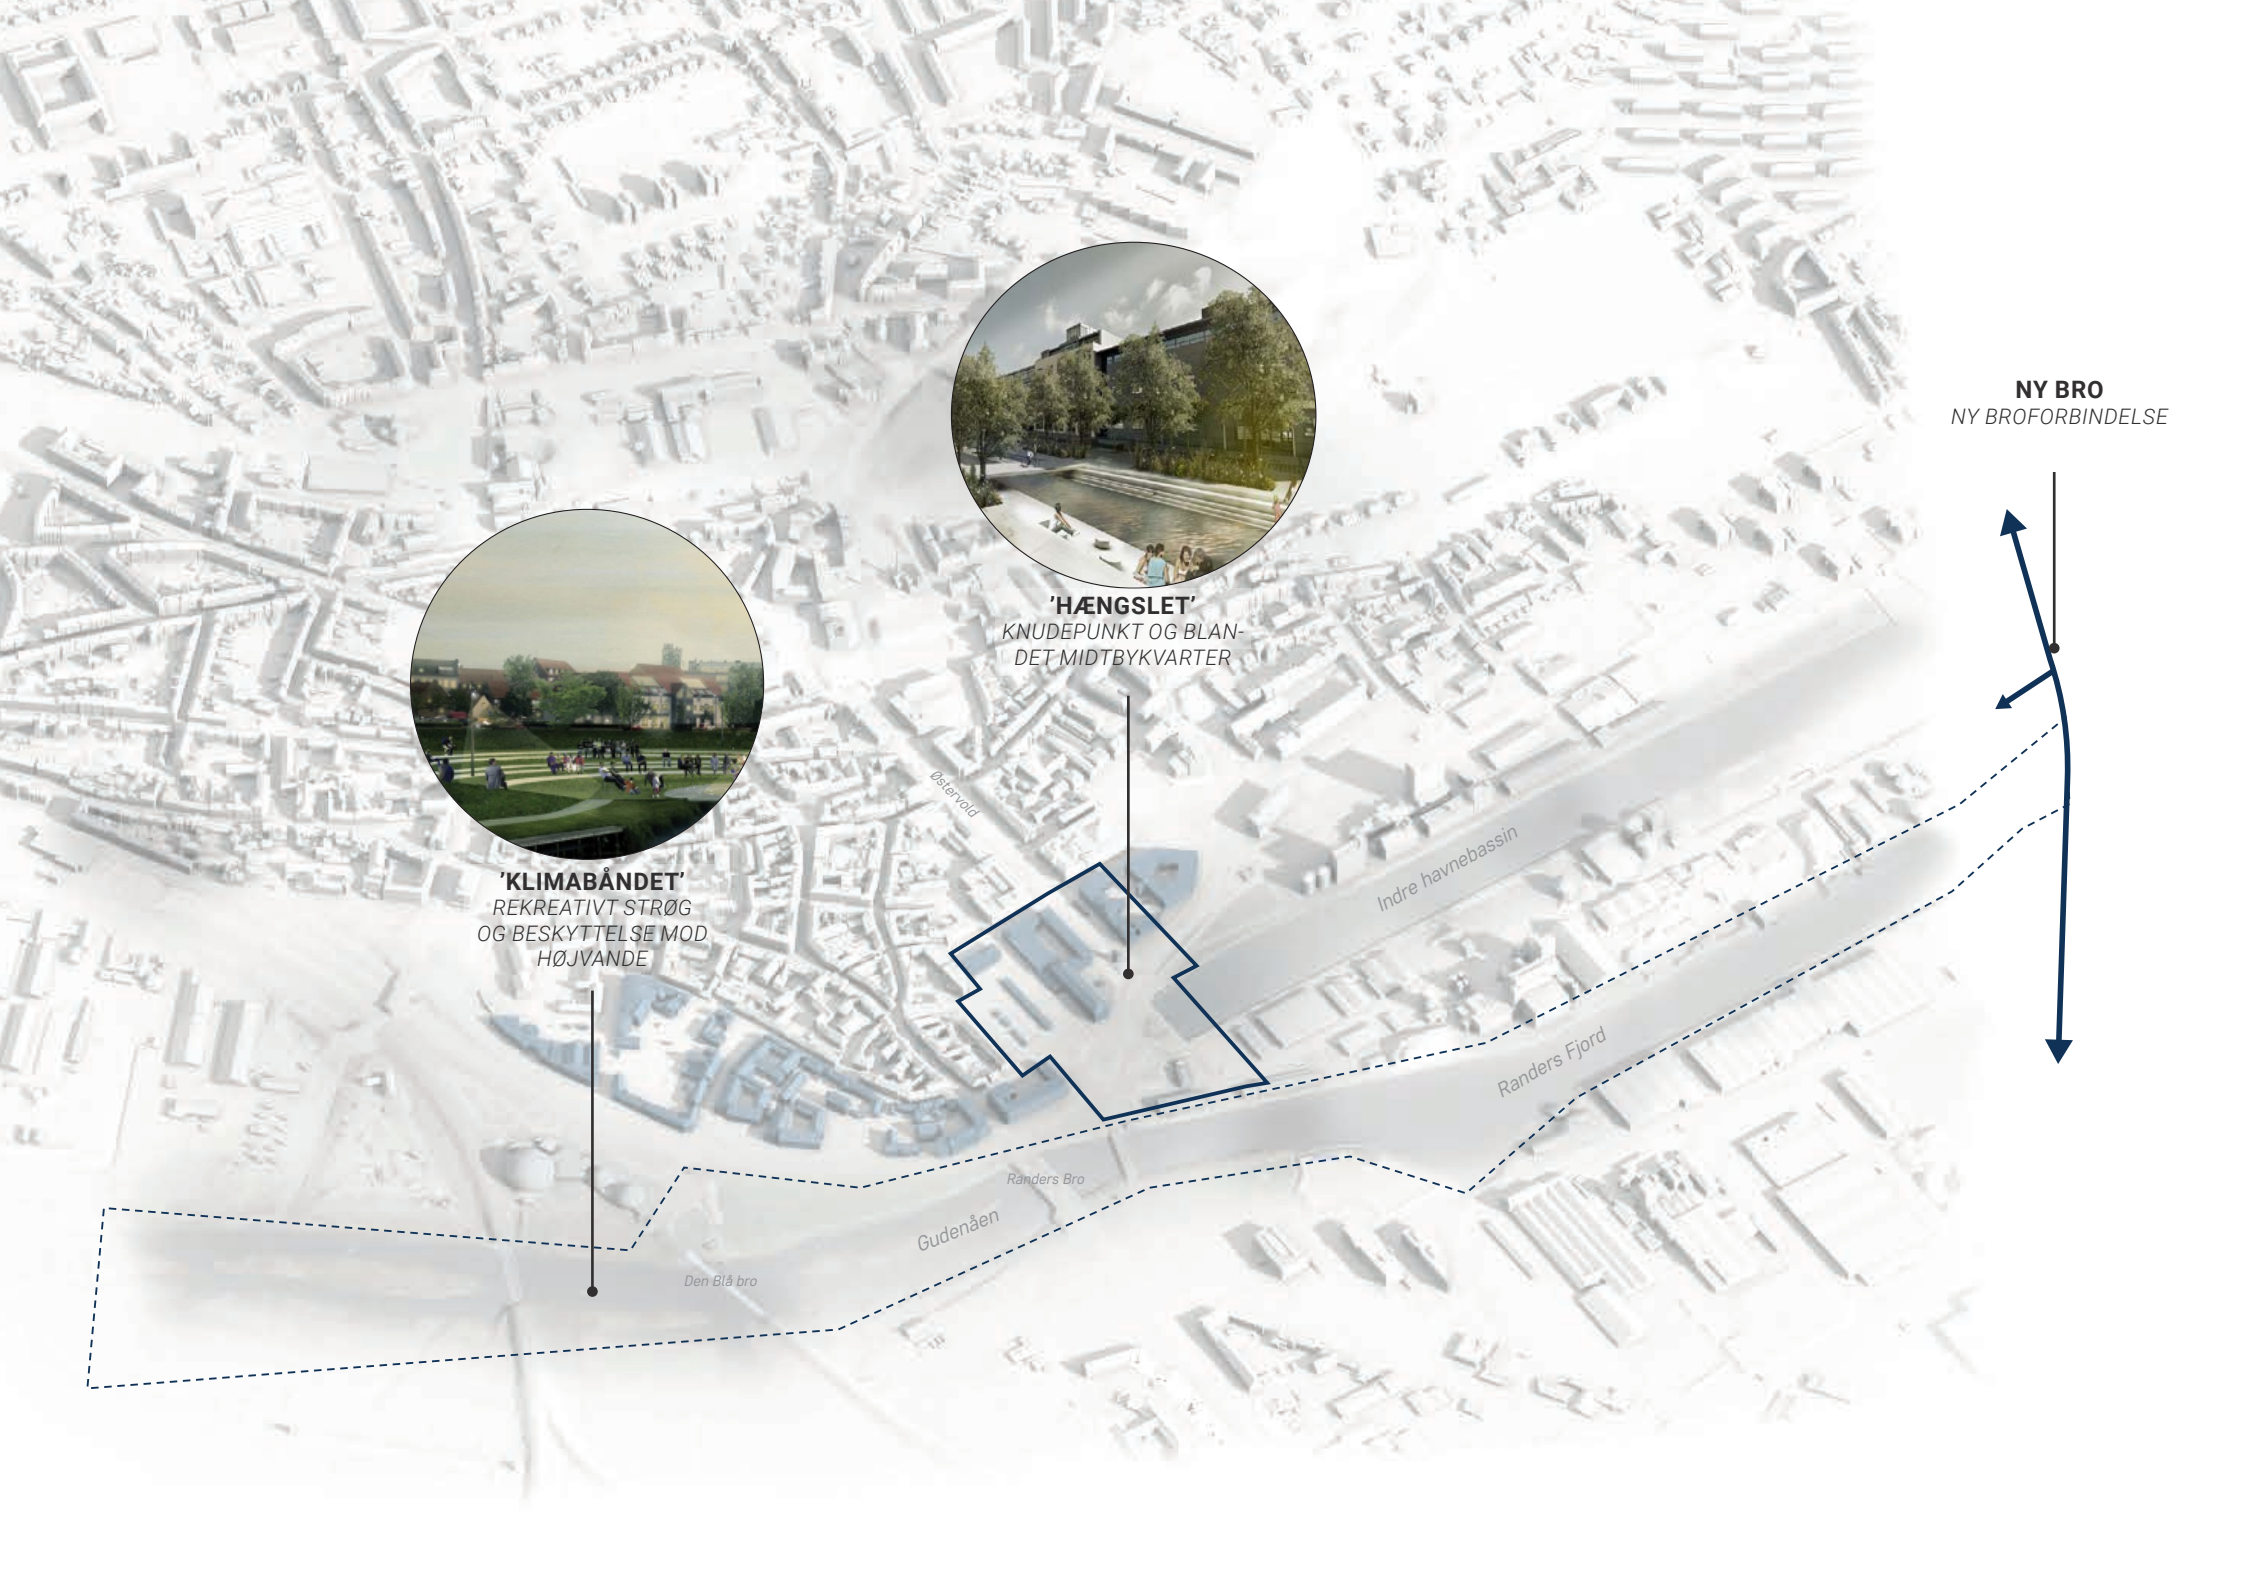 NY BRO
NY BROFORBINDELSE
’HÆNGSLET’
KNUDEPUNKT OG BLAN-
DET MIDTBYKVARTER
’KLIMABÅNDET’
REKREATIVT STRØG
OG BESKYTTELSE MOD
HØJVANDE
Østervold
Indre havnebassin
Randers Fjord
Randers Bro
Gudenåen
Den Blå bro